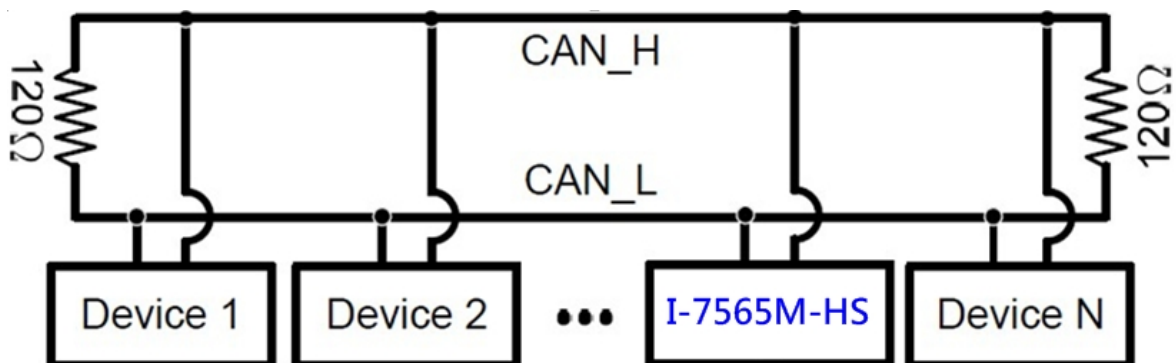 CAN_H
120Ω
120Ω
CAN_L
Device 1
Device 2
•••
I-7565M-HS
Device N